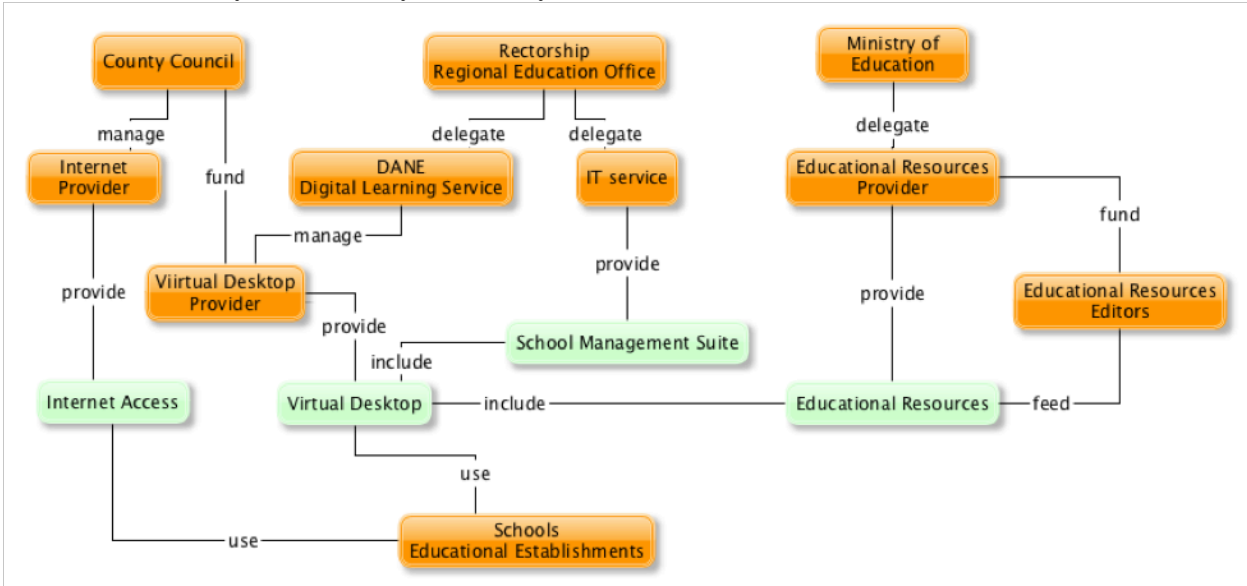 County Council
Rectorship
Regional Education Office
Ministry of
Education
manage
delegate
delegate
delegate
Internet
Provider
fund
DANE
Digital Learning Service
IT service
Educational Resources
Provider
fund
manage
provide
provide
provide
Viirtual Desktop
Provider
Educational Resources
Editors
provide
School Management Suite
include
Internet Access
Virtual Desktop
include
Educational Resources
feed
use
Schools
Educational Establishments
use